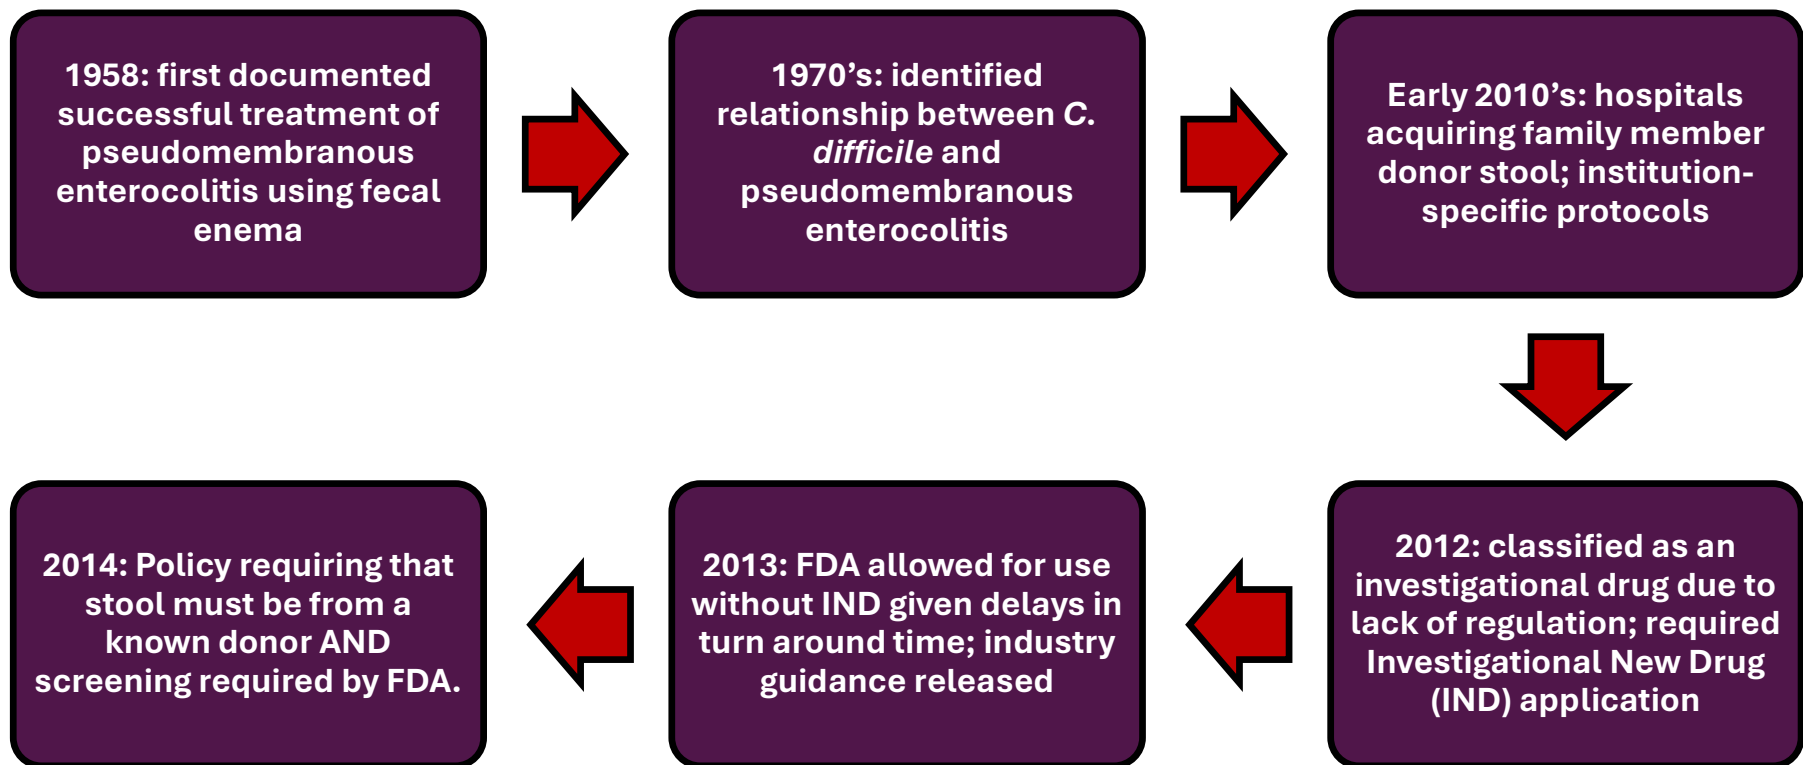 1958: first documented
successful treatment of
pseudomembranous
enterocolitis using fecal
enema
1970’s: identified
relationship between C.
difficile and
pseudomembranous
enterocolitis
Early 2010’s: hospitals
acquiring family member
donor stool; institution-
specific protocols
2012: classified as an
investigational drug due to
lack of regulation; required
Investigational New Drug
(IND) application
2013: FDA allowed for use
without IND given delays in
turn around time; industry
guidance released
2014: Policy requiring that
stool must be from a
known donor AND
screening required by FDA.